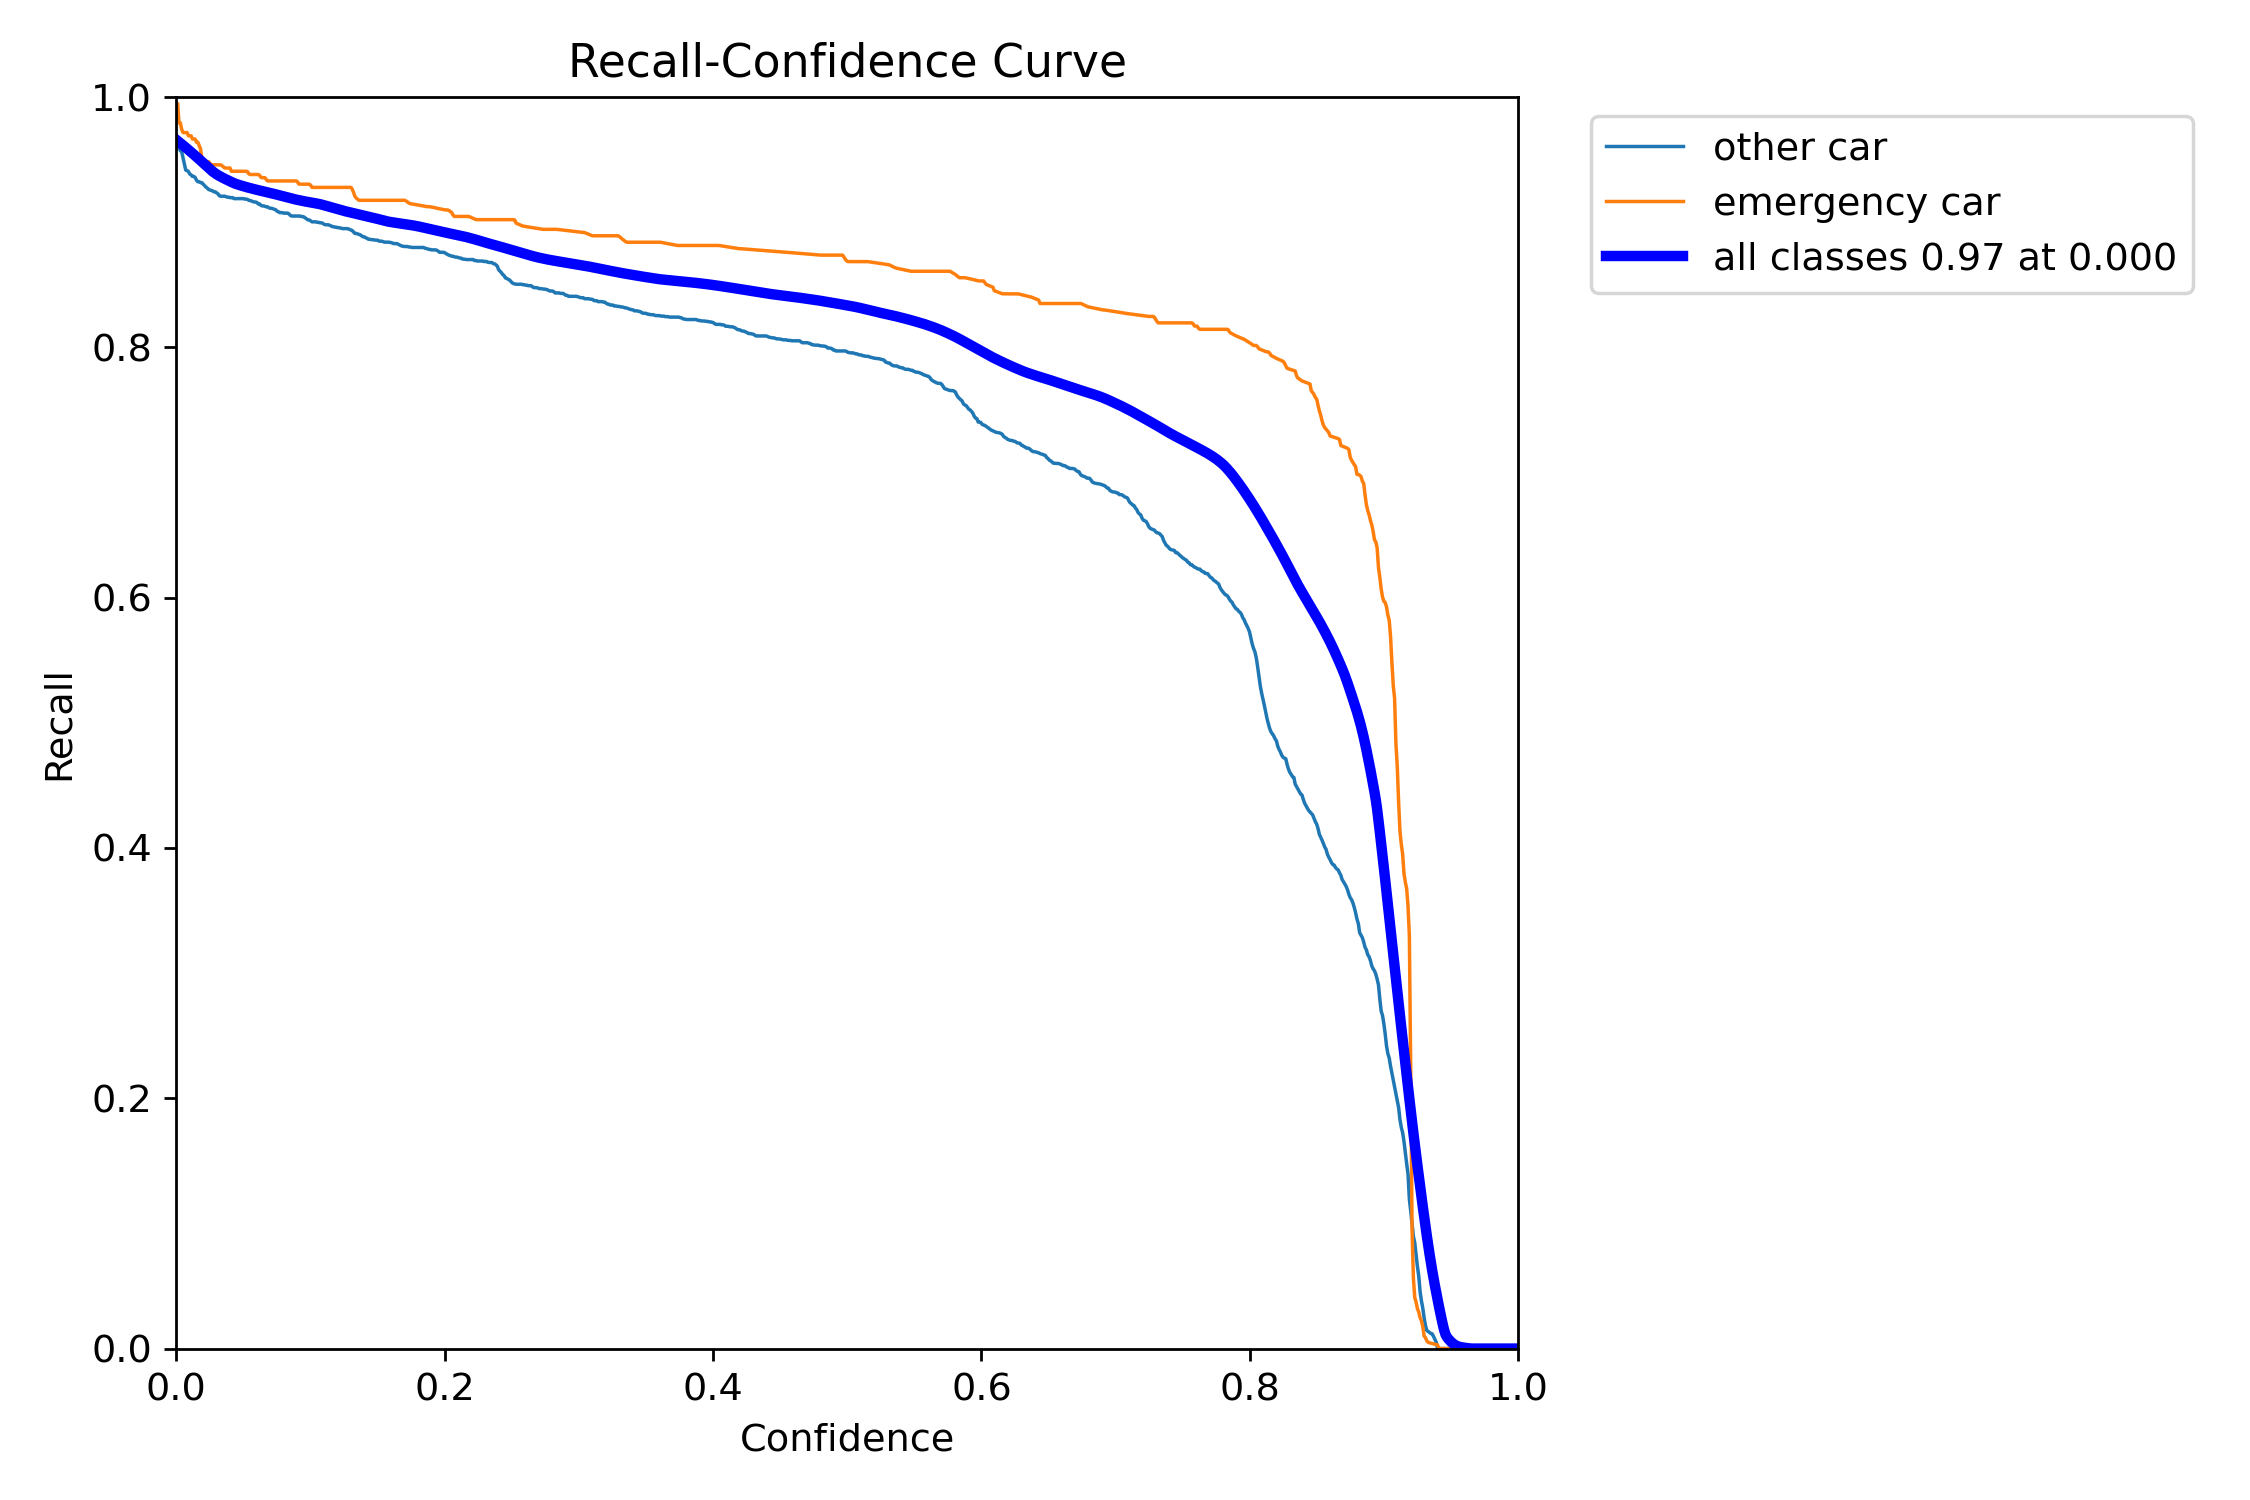 Recall-Confidence Curve
1.0
0.8
0.6
0.4
0.2
0.0
Recall
0.0 0.2 0.4 0.6 0.8 1.0
Confidence
other car
emergency car
all classes 0.97 at 0.000